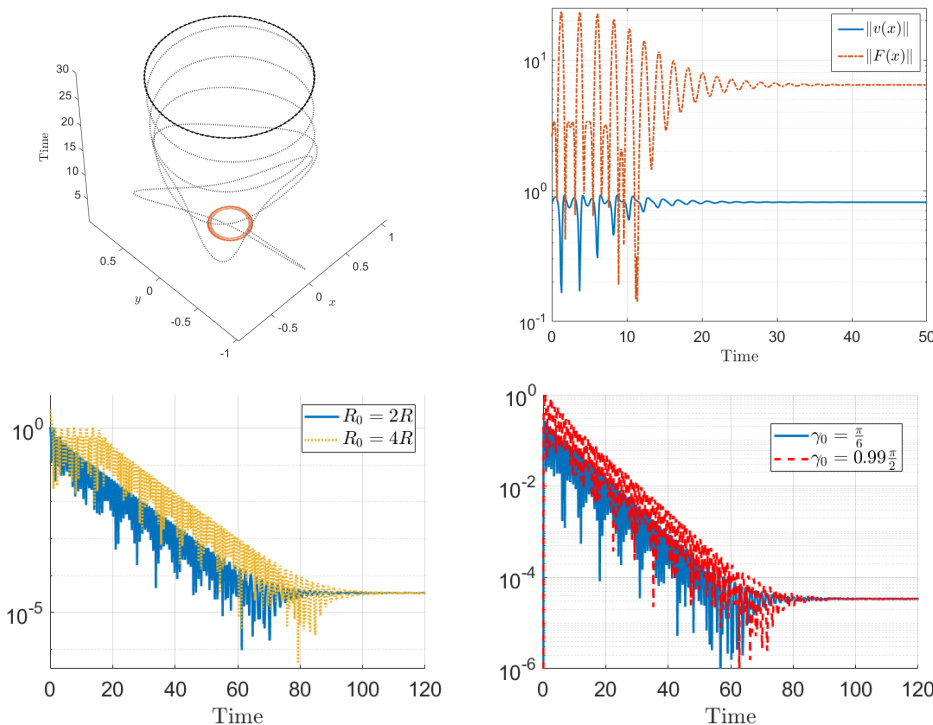 30
25
20
15
10
5
Time
0.5
0
-0.5
-1
y
1
0.5
0
-0.5
x
10¹
10⁰
10⁻¹
0 10 20 30 40 50
Time
‖v(x)‖
‖F(x)‖
10⁰
10⁻⁵
0 20 40 60 80 100 120
Time
R₀ = 2R
R₀ = 4R
10⁰
10⁻²
10⁻⁴
10⁻⁶
0 20 40 60 80 100 120
Time
γ₀ = π/6
γ₀ = 0.99 π/2